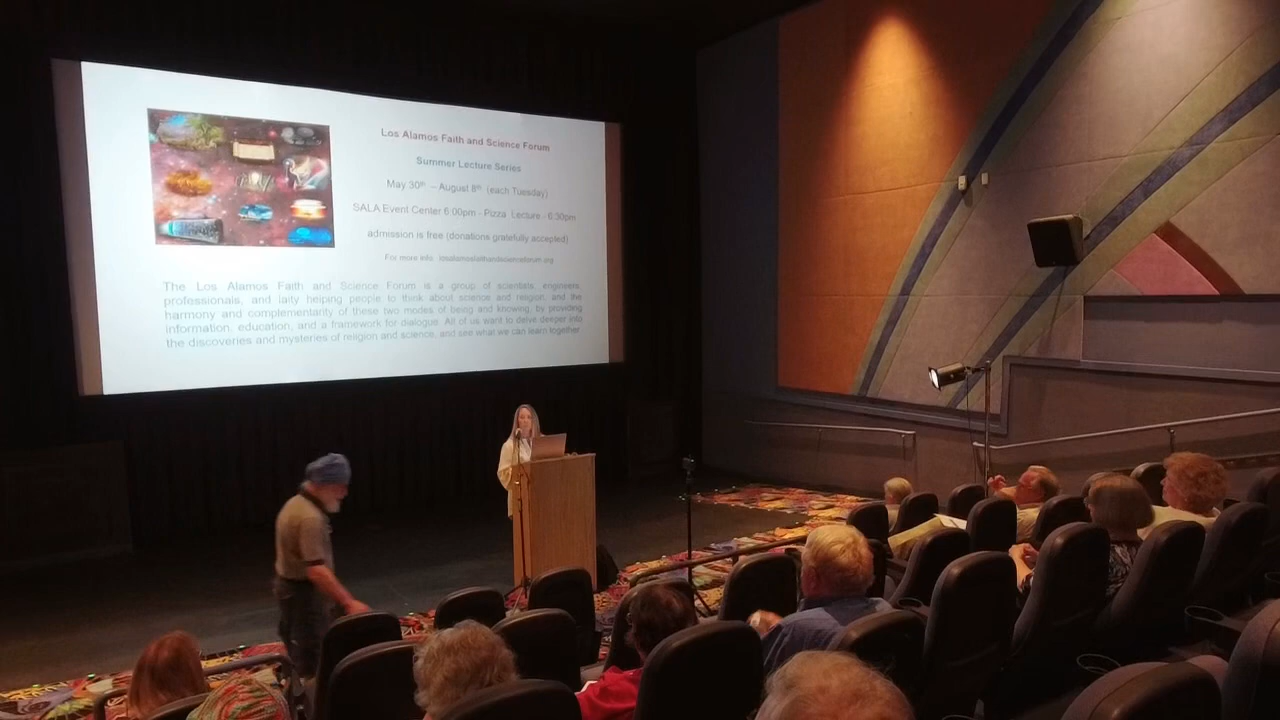 Los Alamos Faith and Science Forum
Summer Lecture Series
May 30th – August 8th (each Tuesday)
SALA Event Center 6:00pm - Pizza Lecture - 6:30pm
admission is free (donations gratefully accepted)
For more info: losalamosfaithandscienceforum.org
The Los Alamos Faith and Science Forum is a group of scientists, engineers,
professionals, and laity helping people to think about science and religion, and the
harmony and complementarity of these two modes of being and knowing, by providing
information, education, and a framework for dialogue. All of us want to delve deeper into
the discoveries and mysteries of religion and science, and see what we can learn together.